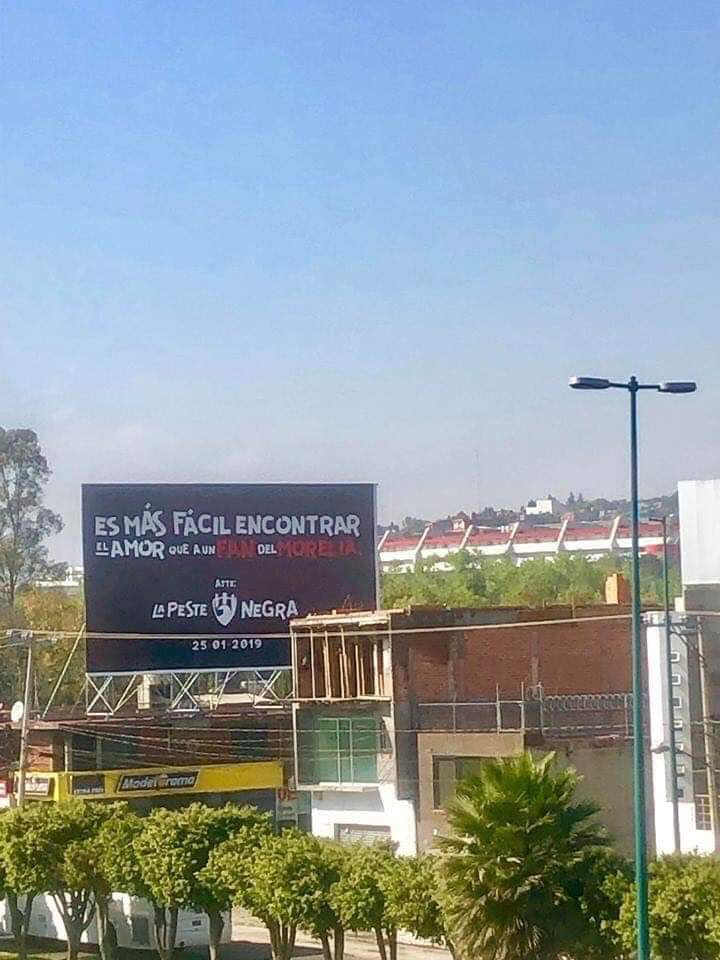 ES MÁS FÁCIL ENCONTRAR
EL AMOR QUE A UN FAN DEL MORELIA.
ATTE:
LA PESTE NEGRA
25 01 2019
Modelorama